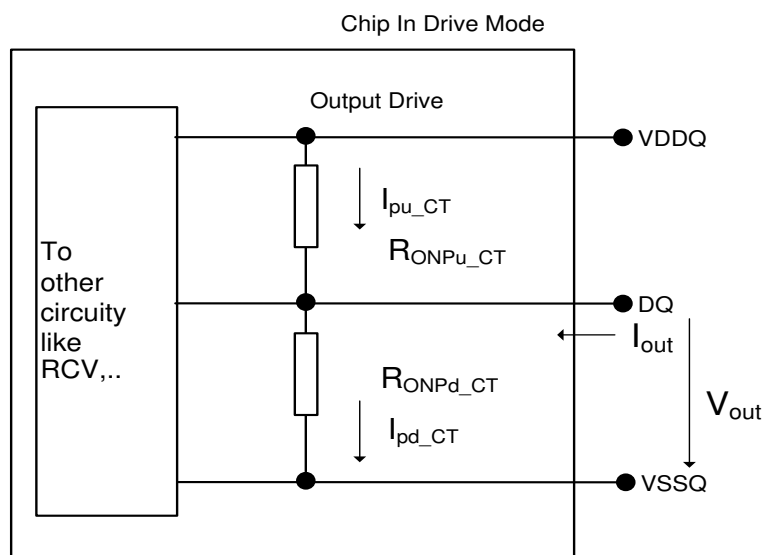 Chip In Drive Mode
Output Drive
VDDQ
Ipu_CT
RONPu_CT
To
other
circuity
like
RCV,..
DQ
Iout
RONPd_CT
Vout
Ipd_CT
VSSQ